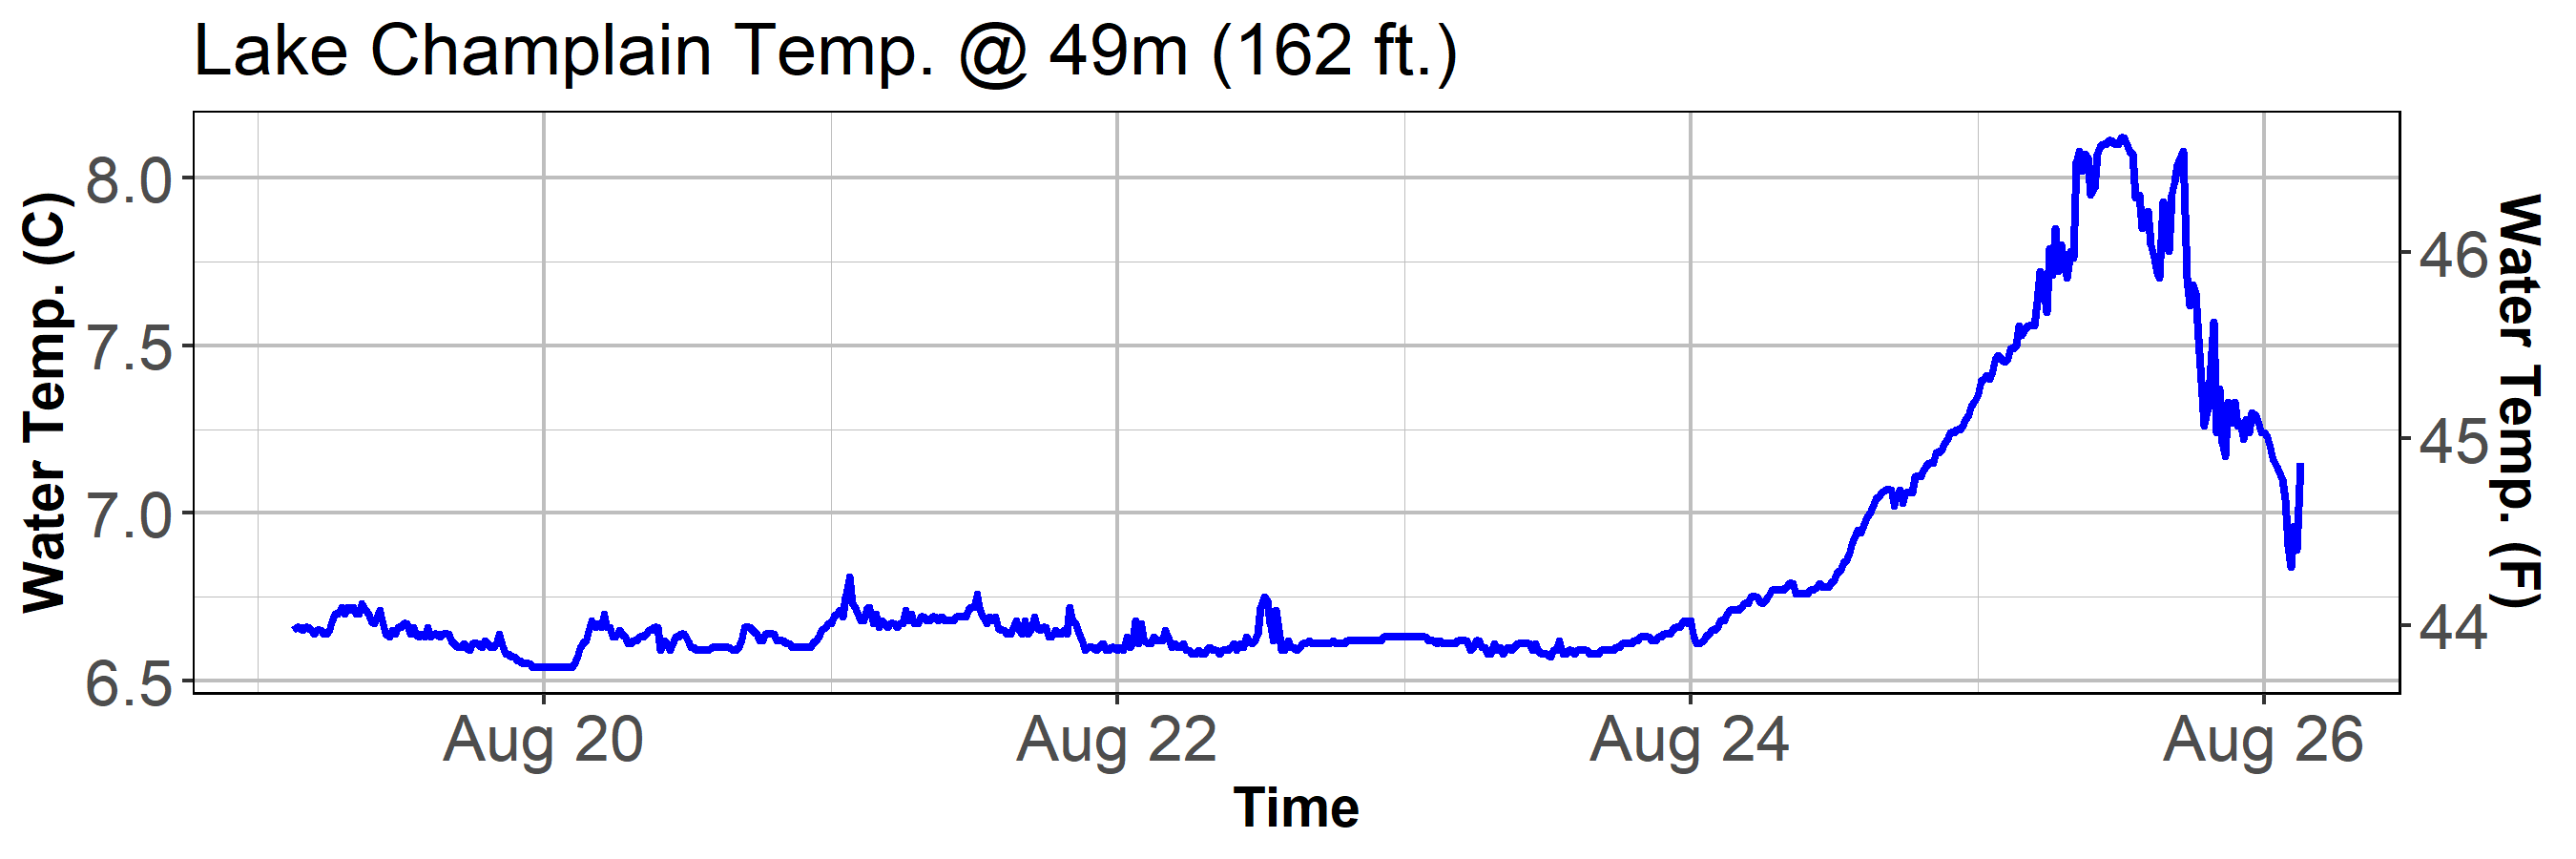 Lake Champlain Temp. @ 49m (162 ft.)
Water Temp. (C)
8.0
7.5
7.0
6.5
46
45
44
Water Temp. (F)
Aug 20 Aug 22 Aug 24 Aug 26
Time